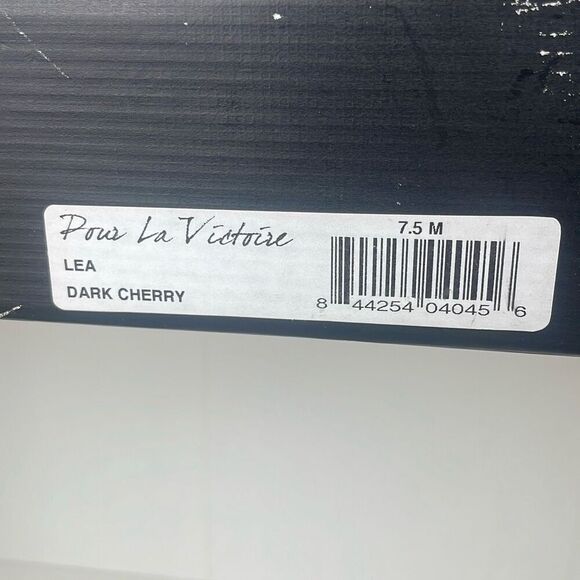 Pour La Victoire
LEA
DARK CHERRY
7.5 M
8 44254 04045 6